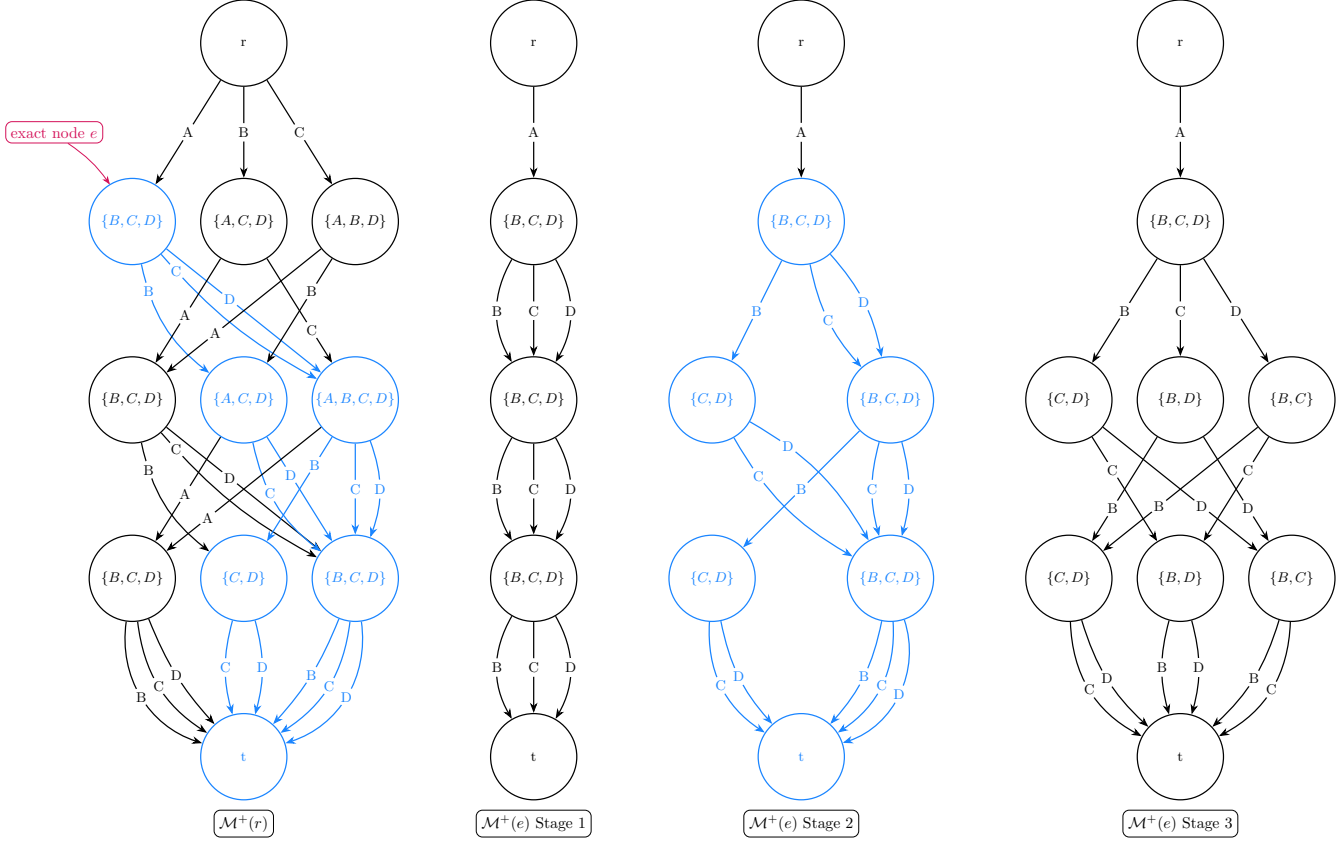 r
r
r
r
exact node e
A
B
C
A
A
A
{B, C, D}
{A, C, D}
{A, B, D}
{B, C, D}
{B, C, D}
{B, C, D}
C
B
D
B
A
A
C
B
C
D
B
C
D
B
C
D
{B, C, D}
{A, C, D}
{A, B, C, D}
{B, C, D}
{C, D}
{B, C, D}
{C, D}
{B, D}
{B, C}
C
B
D
B
D
A
C
A
C
D
B
C
D
D
C
B
C
D
C
C
B
B
D
D
{B, C, D}
{C, D}
{B, C, D}
{B, C, D}
{C, D}
{B, C, D}
{C, D}
{B, D}
{B, C}
D
C
B
C
D
B
C
D
B
C
D
C
D
B
C
D
C
D
B
D
B
C
t
t
t
t
M⁺(r)
M⁺(e) Stage 1
M⁺(e) Stage 2
M⁺(e) Stage 3